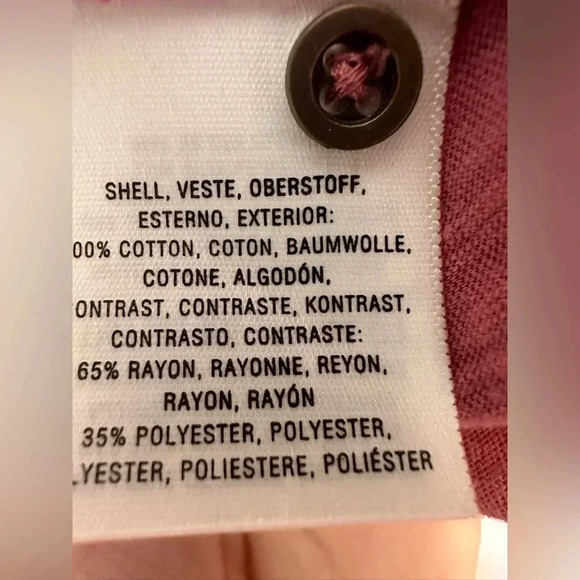 SHELL, VESTE, OBERSTOFF,
ESTERNO, EXTERIOR:
00% COTTON, COTON, BAUMWOLLE,
COTONE, ALGODÓN,
ONTRAST, CONTRASTE, KONTRAST,
CONTRASTO, CONTRASTE:
65% RAYON, RAYONNE, REYON,
RAYON, RAYÓN
35% POLYESTER, POLYESTER,
LYESTER, POLIESTERE, POLIÉSTER